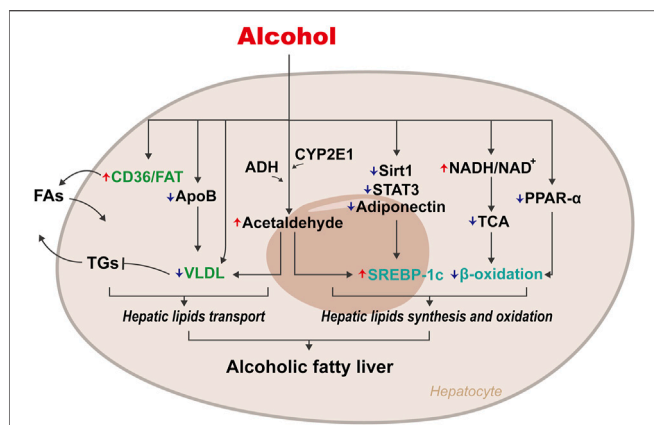 Alcohol
CYP2E1
ADH
↑CD36/FAT
↓Sirt1
↑NADH/NAD+
FAs
↓ApoB
↓STAT3
↓PPAR-α
↓Adiponectin
↑Acetaldehyde
↓TCA
TGs
↓VLDL
↑SREBP-1c
↓β-oxidation
Hepatic lipids transport
Hepatic lipids synthesis and oxidation
Alcoholic fatty liver
Hepatocyte